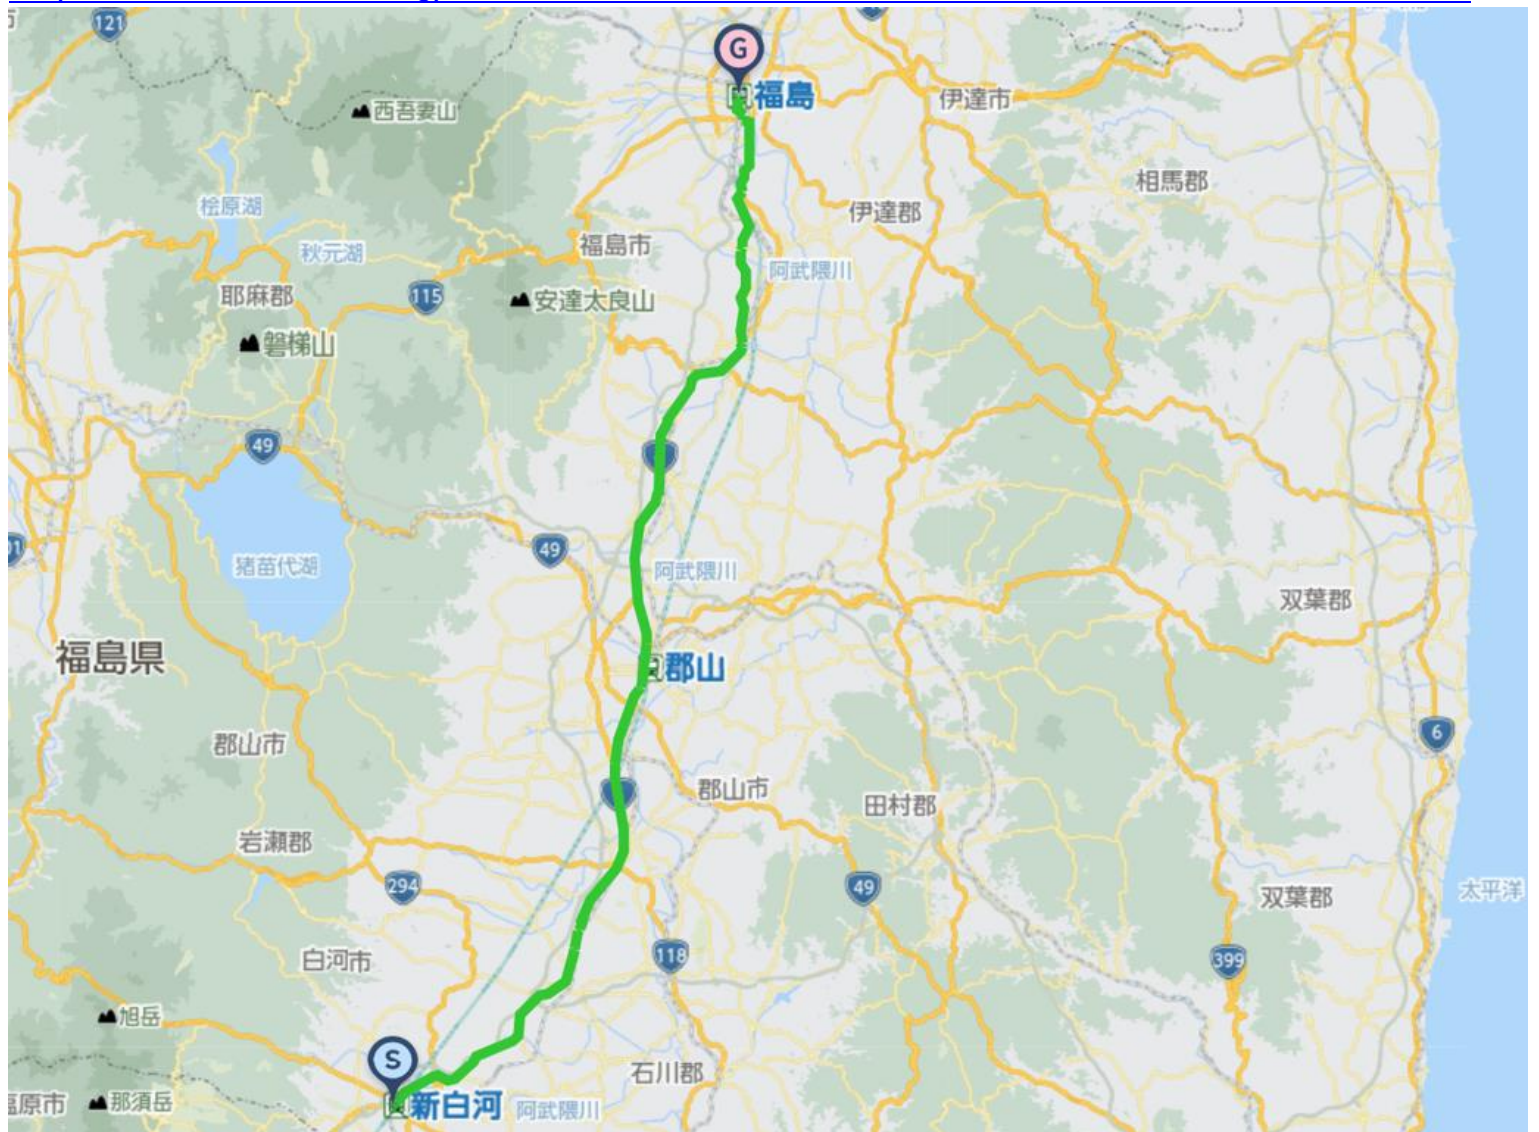 121
G
福島
伊達市
西吾妻山
相馬郡
桧原湖
伊達郡
秋元湖
福島市
阿武隈川
耶麻郡
115
安達太良山
磐梯山
49
49
猪苗代湖
阿武隈川
双葉郡
福島県
郡山
郡山市
6
郡山市
田村郡
岩瀬郡
294
49
太平洋
双葉郡
118
白河市
399
旭岳
S
石川郡
那須岳
新白河
阿武隈川
塩原市